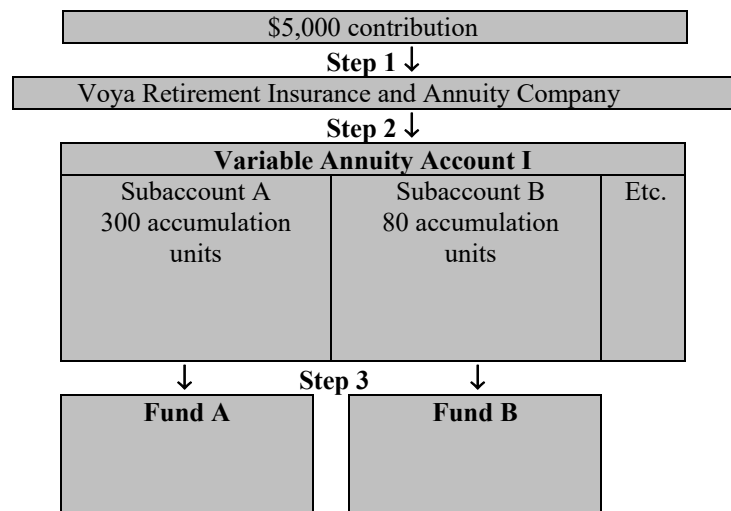 $5,000 contribution
Step 1 ↓
Voya Retirement Insurance and Annuity Company
Step 2 ↓
Variable Annuity Account I
Subaccount A
300 accumulation
units
Subaccount B
80 accumulation
units
Etc.
↓ Step 3 ↓
Fund A
Fund B